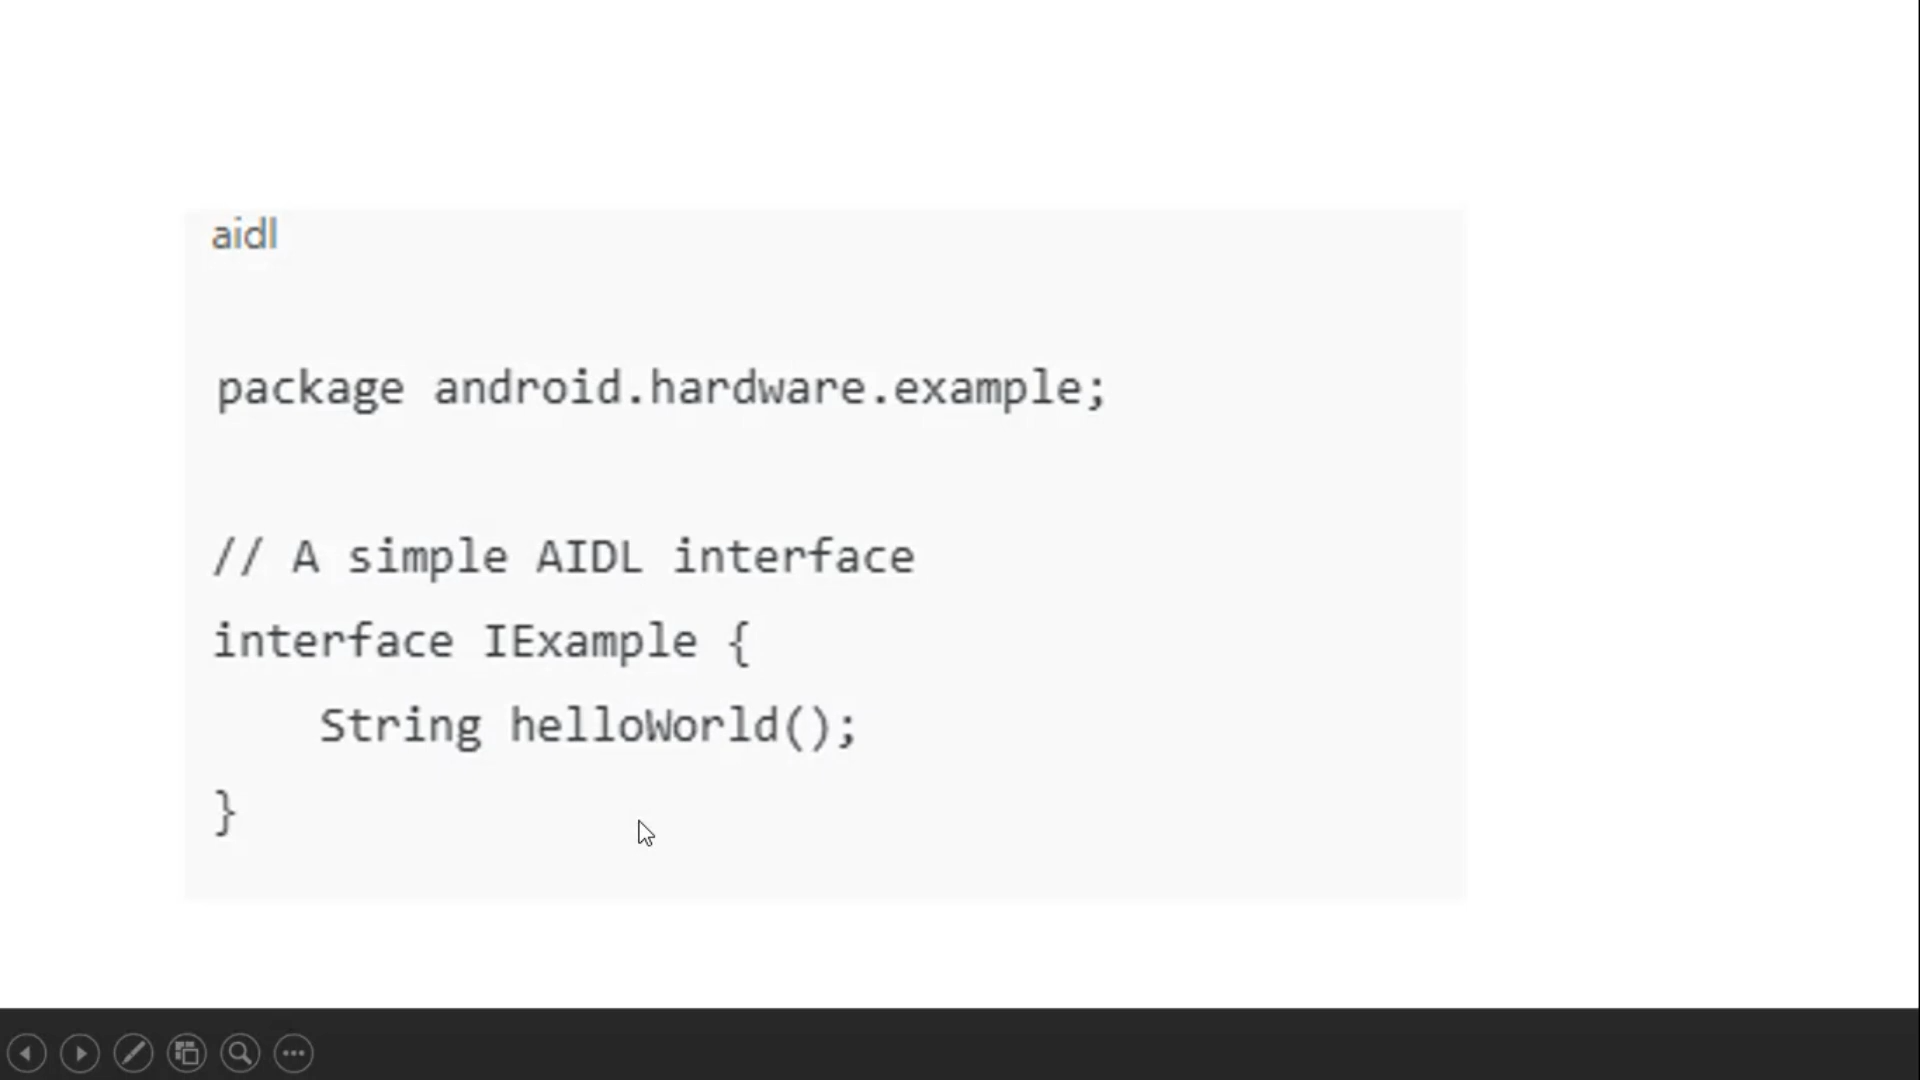 aidl
package android.hardware.example;
// A simple AIDL interface
interface IExample {
    String helloWorld();
}